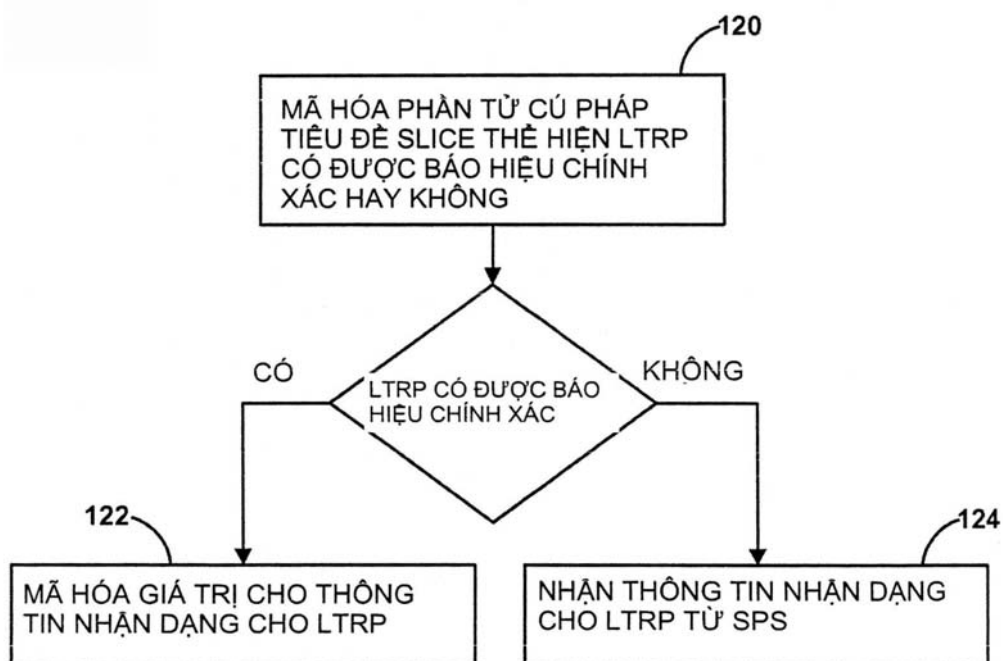 120
MÃ HÓA PHẦN TỬ CÚ PHÁP
TIÊU ĐỀ SLICE THỂ HIỆN LTRP
CÓ ĐƯỢC BÁO HIỆU CHÍNH
XÁC HAY KHÔNG
CÓ
KHÔNG
LTRP CÓ ĐƯỢC BÁO
HIỆU CHÍNH XÁC
122
124
MÃ HÓA GIÁ TRỊ CHO THÔNG
TIN NHẬN DẠNG CHO LTRP
NHẬN THÔNG TIN NHẬN DẠNG
CHO LTRP TỪ SPS